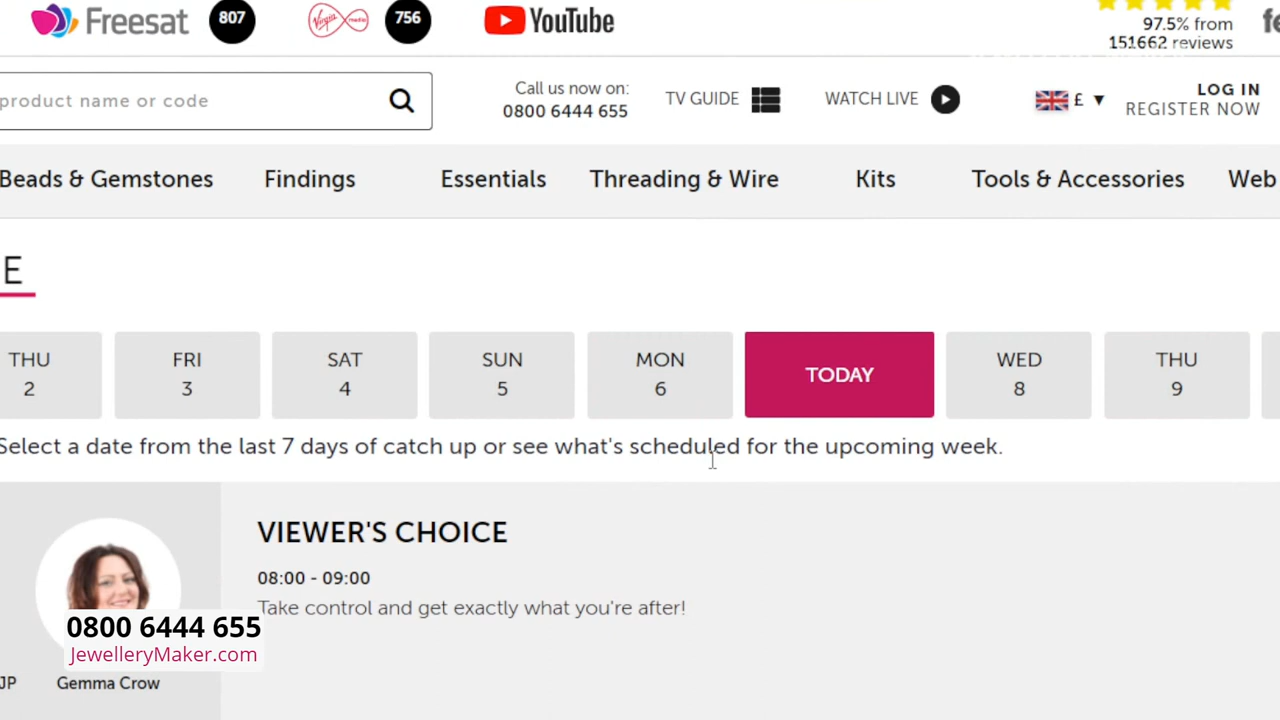 Freesat 807 Virgin media 756 YouTube
97.5% from
151662 reviews
fe
product name or code
Call us now on:
0800 6444 655
TV GUIDE
WATCH LIVE
£ ▼
LOG IN
REGISTER NOW
Beads & Gemstones Findings Essentials Threading & Wire Kits Tools & Accessories Web
E
THU
2
FRI
3
SAT
4
SUN
5
MON
6
TODAY
WED
8
THU
9
Select a date from the last 7 days of catch up or see what's scheduled for the upcoming week.
VIEWER'S CHOICE
08:00 - 09:00
Take control and get exactly what you're after!
0800 6444 655
JewelleryMaker.com
JP Gemma Crow